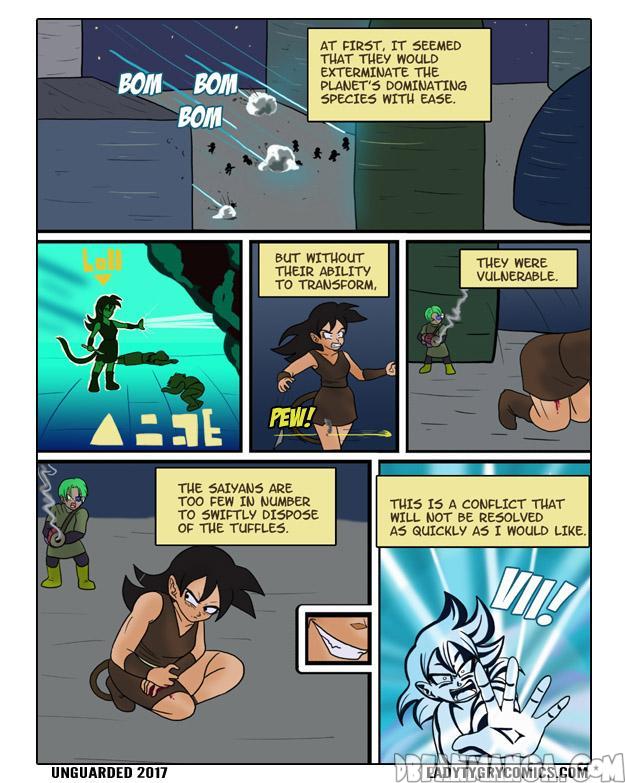 AT FIRST, IT SEEMED
THAT THEY WOULD
EXTERMINATE THE
PLANET'S DOMINATING
SPECIES WITH EASE.
BOM
BOM
BOM
BUT WITHOUT
THEIR ABILITY
TO TRANSFORM,
THEY WERE
VULNERABLE.
PEW!
THE SAIYANS ARE
TOO FEW IN NUMBER
TO SWIFTLY DISPOSE
OF THE TUFFLES.
THIS IS A CONFLICT THAT
WILL NOT BE RESOLVED
AS QUICKLY AS I WOULD LIKE.
VII!
UNGUARDED 2017
LADYTYGRYCOMICS.COM
DBEANMANGA.COM